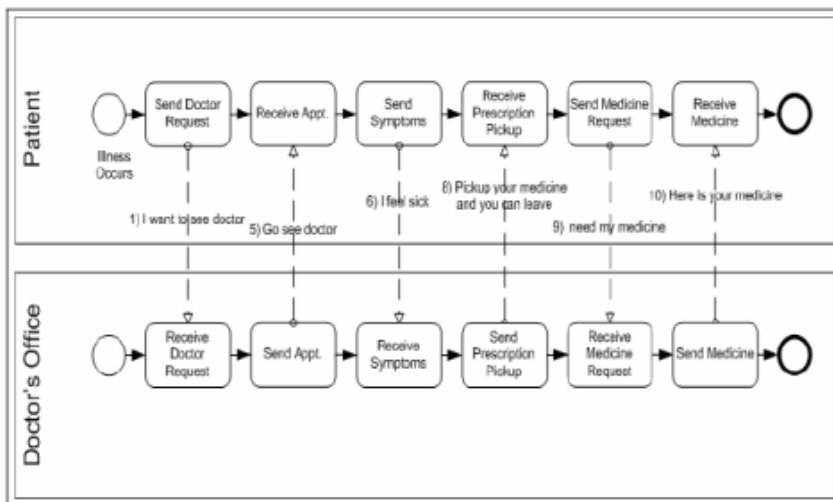 Patient
Send Doctor
Request
Receive Appt.
Send
Symptoms
Receive
Prescription
Pickup
Send Medicine
Request
Receive
Medicine
Illness
Occurs
1) I want to see doctor
5) Go see doctor
6) I feel sick
8) Pickup your medicine
and you can leave
9) need my medicine
10) Here is your medicine
Doctor's Office
Receive
Doctor
Request
Send Appt.
Receive
Symptoms
Send
Prescription
Pickup
Receive
Medicine
Request
Send Medicine